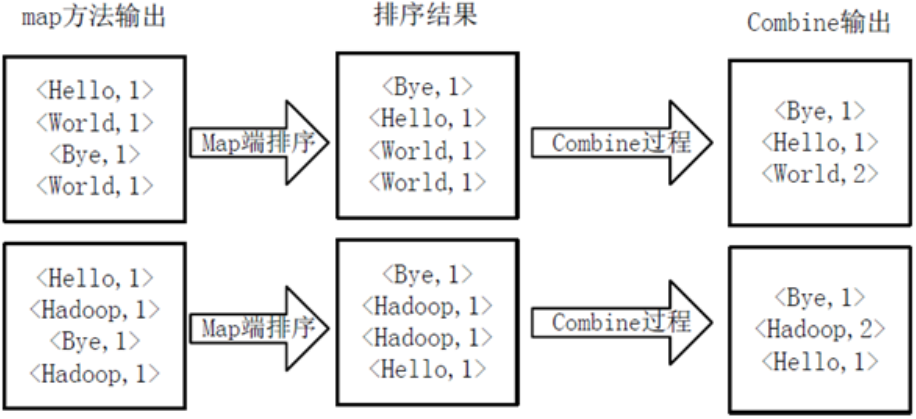 map方法输出
排序结果
Combine输出
<Hello,1>
<World,1>
<Bye,1>
<World,1>
Map端排序
<Bye,1>
<Hello,1>
<World,1>
<World,1>
Combine过程
<Bye,1>
<Hello,1>
<World,2>
<Hello,1>
<Hadoop,1>
<Bye,1>
<Hadoop,1>
Map端排序
<Bye,1>
<Hadoop,1>
<Hadoop,1>
<Hello,1>
Combine过程
<Bye,1>
<Hadoop,2>
<Hello,1>